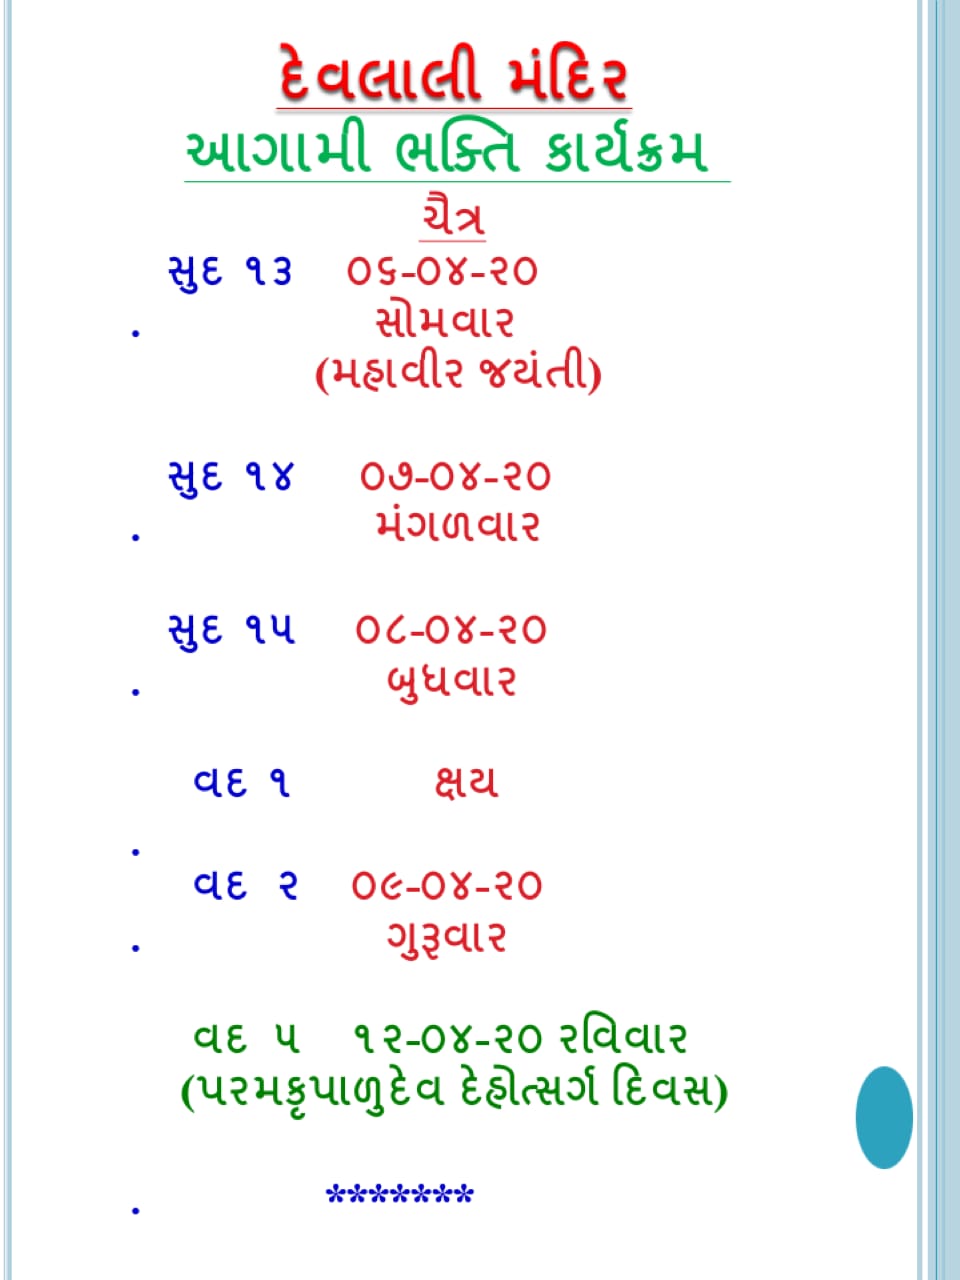 દેવલાલી મંદિર
આગામી ભક્તિ કાર્યક્રમ
ચૈત્ર
સુદ ૧૩ ૦૬-૦૪-૨૦
. સોમવાર
(મહાવીર જયંતી)
સુદ ૧૪ ૦૭-૦૪-૨૦
. મંગળવાર
સુદ ૧૫ ૦૮-૦૪-૨૦
. બુધવાર
વદ ૧ ક્ષય
.
વદ ૨ ૦૯-૦૪-૨૦
. ગુરૂવાર
વદ ૫ ૧૨-૦૪-૨૦ રવિવાર
(પરમકૃપાળુદેવ દેહોત્સર્ગ દિવસ)
. *******